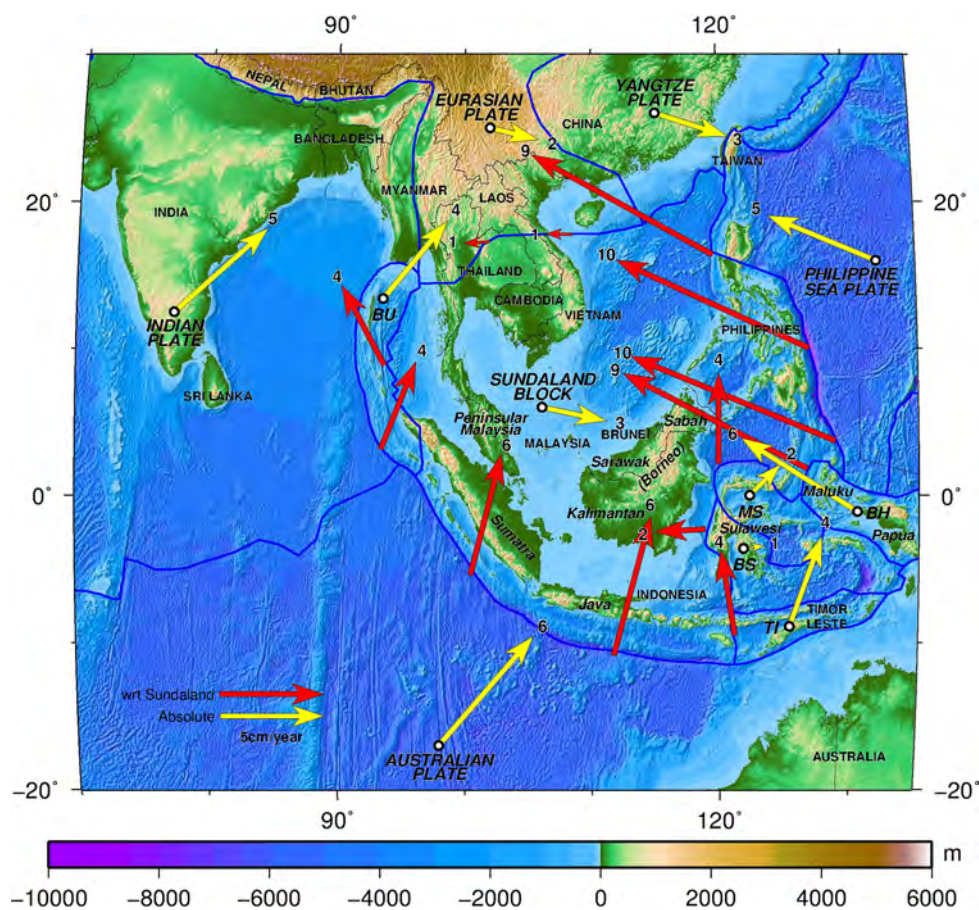 90°
120°
NEPAL
BHUTAN
EURASIAN
PLATE
YANGTZE
PLATE
BANGLADESH
CHINA
2
3
9
TAIWAN
MYANMAR
LAOS
20°
20°
INDIA
5
4
5
1
1
THAILAND
10
4
PHILIPPINE
SEA PLATE
CAMBODIA
VIETNAM
INDIAN
PLATE
BU
PHILIPPINES
4
10
4
9
SUNDALAND
BLOCK
SRI LANKA
Peninsular
Malaysia
3
Sabah
BRUNEI
MALAYSIA
6
6
2
Sarawak
(Borneo)
0°
0°
Maluku
MS
BH
Kalimantan
6
Sulawesi
Sumatra
2
4
4
1
Papua
BS
INDONESIA
Java
TIMOR
LESTE
TI
6
wrt Sundaland
Absolute
5cm/year
AUSTRALIAN
PLATE
AUSTRALIA
−20°
−20°
90°
120°
m
−10000
−8000
−6000
−4000
−2000
0
2000
4000
6000